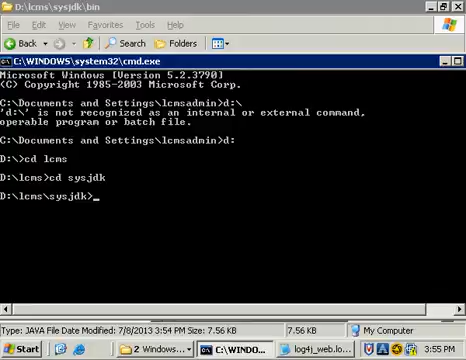 D:\lcms\sysjdk\bin
File Edit View Favorites Tools Help
Back Search Folders
C:\WINDOWS\system32\cmd.exe
Microsoft Windows [Version 5.2.3790]
(C) Copyright 1985-2003 Microsoft Corp.
C:\Documents and Settings\lcmsadmin>d:\
'd:\' is not recognized as an internal or external command,
operable program or batch file.
C:\Documents and Settings\lcmsadmin>d:
D:\>cd lcms
D:\lcms>cd sysjdk
D:\lcms\sysjdk>_
Type: JAVA File Date Modified: 7/8/2013 3:54 PM Size: 7.56 KB 7.56 KB My Computer
Start 2 Windows... C:\WINDO... log4j_web.lo... 3:55 PM